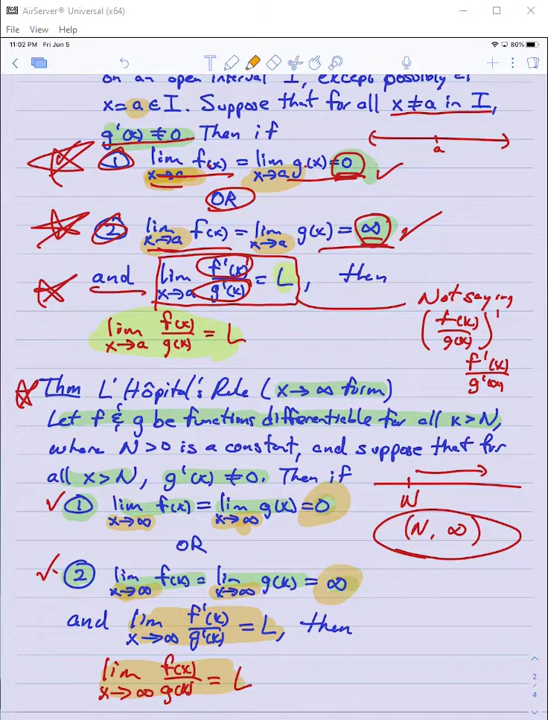 AirServer® Universal (x64)
File View Help
11:02 PM Fri Jun 5
80%
on an open interval I, except possibly at
x = a ∈ I. Suppose that for all x ≠ a in I,
g'(x) ≠ 0. Then if
① lim x→a f(x) = lim x→a g(x) = 0
a
OR
② lim x→a f(x) = lim x→a g(x) = ∞
and lim x→a f'(x)/g'(x) = L, then
Not saying
(f(x)/g(x))'
f'(x)/g'(x)
lim x→a f(x)/g(x) = L
Thm L'Hôpital's Rule (x→∞ form)
Let f & g be functions differentiable for all x > N,
where N > 0 is a constant, and suppose that for
all x > N, g'(x) ≠ 0. Then if
N
① lim x→∞ f(x) = lim x→∞ g(x) = 0
(N, ∞)
OR
② lim x→∞ f(x) = lim x→∞ g(x) = ∞
and lim x→∞ f'(x)/g'(x) = L, then
lim x→∞ f(x)/g(x) = L
2
4